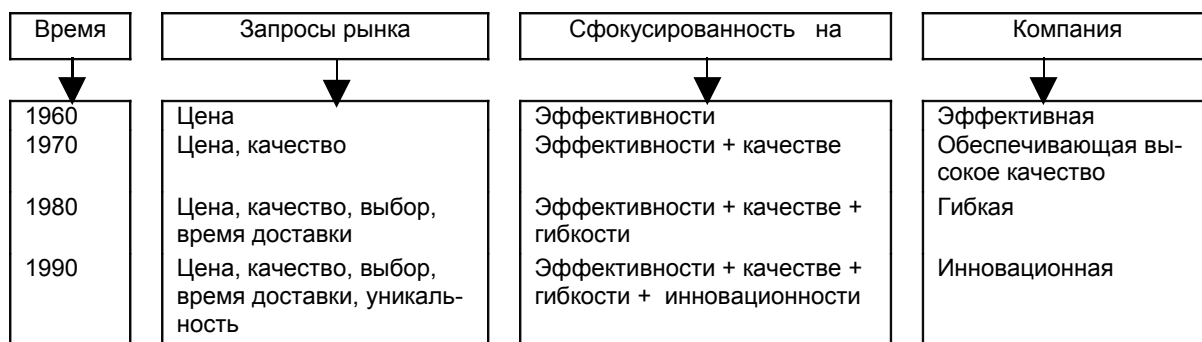 Время
Запросы рынка
Сфокусированность на
Компания
1960
Цена
Эффективности
Эффективная
1970
Цена, качество
Эффективности + качестве
Обеспечивающая вы-
сокое качество
1980
Цена, качество, выбор,
время доставки
Эффективности + качестве +
гибкости
Гибкая
1990
Цена, качество, выбор,
время доставки, уникаль-
ность
Эффективности + качестве +
гибкости + инновационности
Инновационная